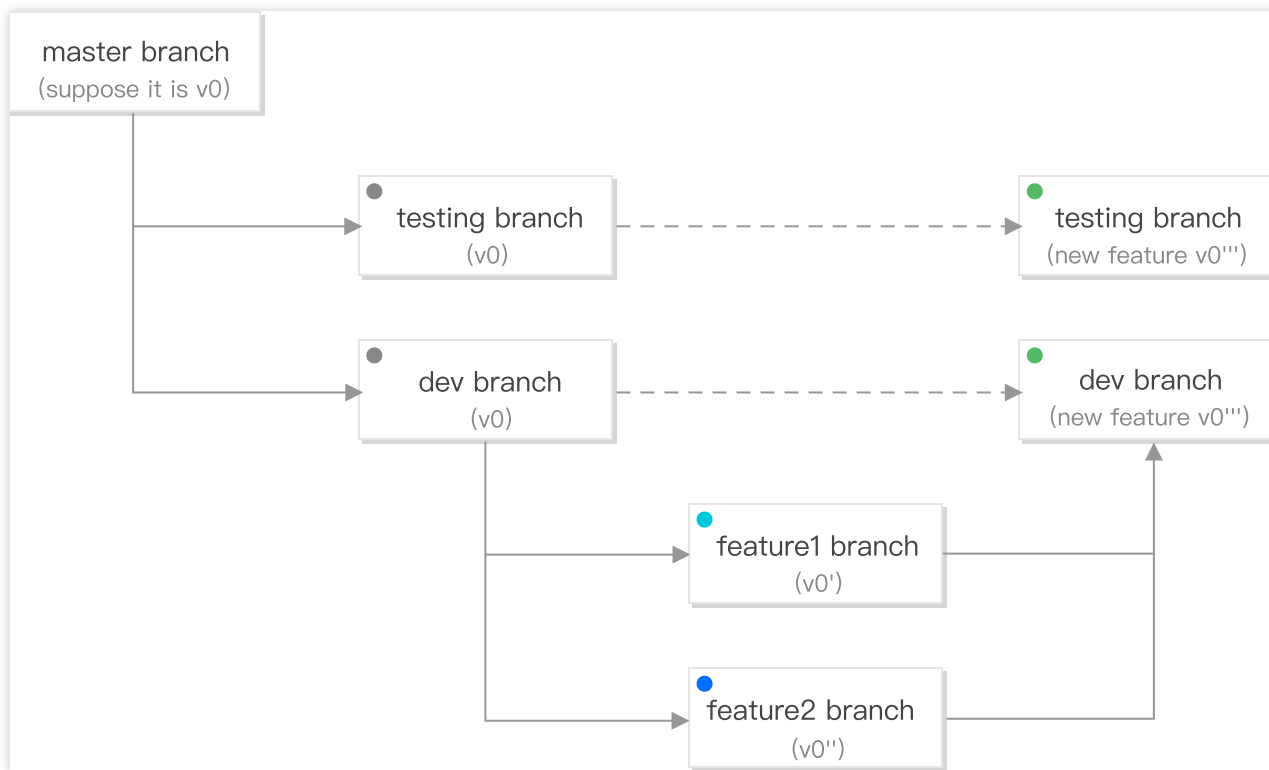 master branch
(suppose it is v0)
testing branch
(v0)
testing branch
(new feature v0''')
dev branch
(v0)
dev branch
(new feature v0''')
feature1 branch
(v0')
feature2 branch
(v0'')